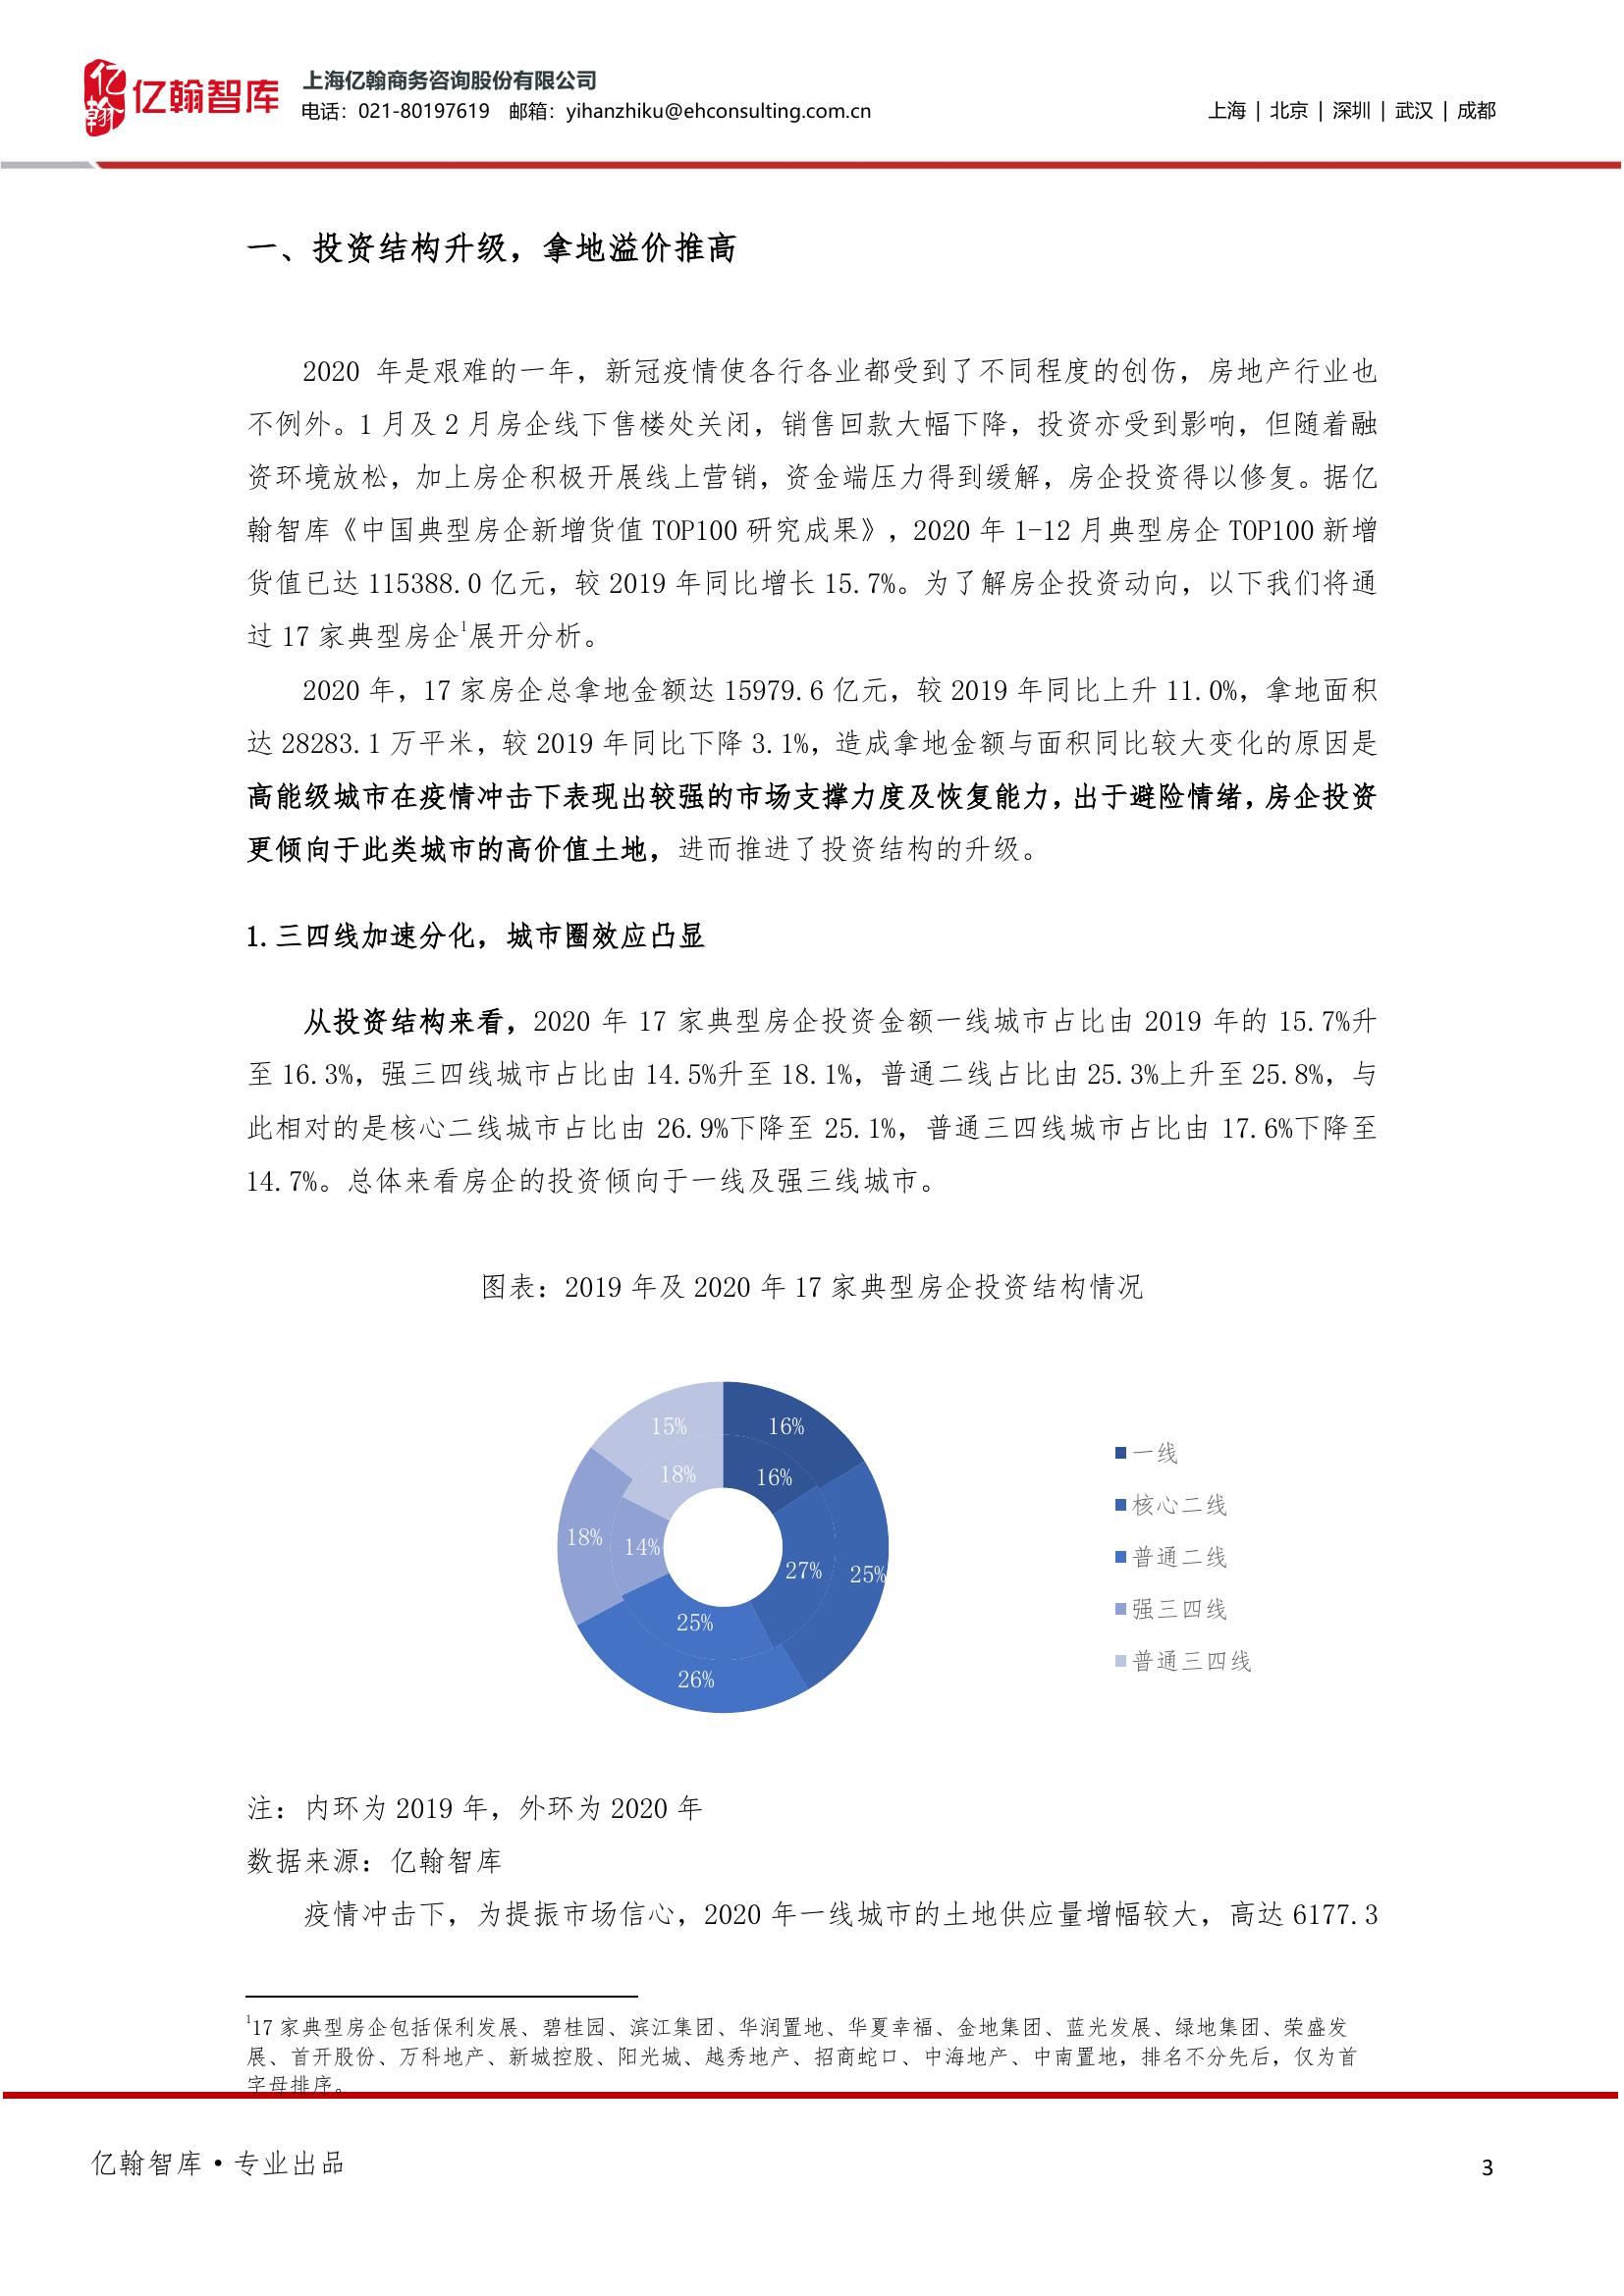 亿翰
亿翰智库
上海亿翰商务咨询股份有限公司
电话：021-80197619 邮箱：yihanzhiku@ehconsulting.com.cn
上海 | 北京 | 深圳 | 武汉 | 成都
一、投资结构升级，拿地溢价推高
2020 年是艰难的一年，新冠疫情使各行各业都受到了不同程度的创伤，房地产行业也
不例外。1 月及 2 月房企线下售楼处关闭，销售回款大幅下降，投资亦受到影响，但随着融
资环境放松，加上房企积极开展线上营销，资金端压力得到缓解，房企投资得以修复。据亿
翰智库《中国典型房企新增货值 TOP100 研究成果》，2020 年 1-12 月典型房企 TOP100 新增
货值已达 115388.0 亿元，较 2019 年同比增长 15.7%。为了解房企投资动向，以下我们将通
过 17 家典型房企1展开分析。
2020 年，17 家房企总拿地金额达 15979.6 亿元，较 2019 年同比上升 11.0%，拿地面积
达 28283.1 万平米，较 2019 年同比下降 3.1%，造成拿地金额与面积同比较大变化的原因是
高能级城市在疫情冲击下表现出较强的市场支撑力度及恢复能力，出于避险情绪，房企投资
更倾向于此类城市的高价值土地，进而推进了投资结构的升级。
1.三四线加速分化，城市圈效应凸显
从投资结构来看，2020 年 17 家典型房企投资金额一线城市占比由 2019 年的 15.7%升
至 16.3%，强三四线城市占比由 14.5%升至 18.1%，普通二线占比由 25.3%上升至 25.8%，与
此相对的是核心二线城市占比由 26.9%下降至 25.1%，普通三四线城市占比由 17.6%下降至
14.7%。总体来看房企的投资倾向于一线及强三线城市。
图表：2019 年及 2020 年 17 家典型房企投资结构情况
15%
16%
18%
16%
18%
14%
27%
25%
25%
26%
一线
核心二线
普通二线
强三四线
普通三四线
注：内环为 2019 年，外环为 2020 年
数据来源：亿翰智库
疫情冲击下，为提振市场信心，2020 年一线城市的土地供应量增幅较大，高达 6177.3
117 家典型房企包括保利发展、碧桂园、滨江集团、华润置地、华夏幸福、金地集团、蓝光发展、绿地集团、荣盛发
展、首开股份、万科地产、新城控股、阳光城、越秀地产、招商蛇口、中海地产、中南置地，排名不分先后，仅为首
字母排序。
亿翰智库·专业出品
3